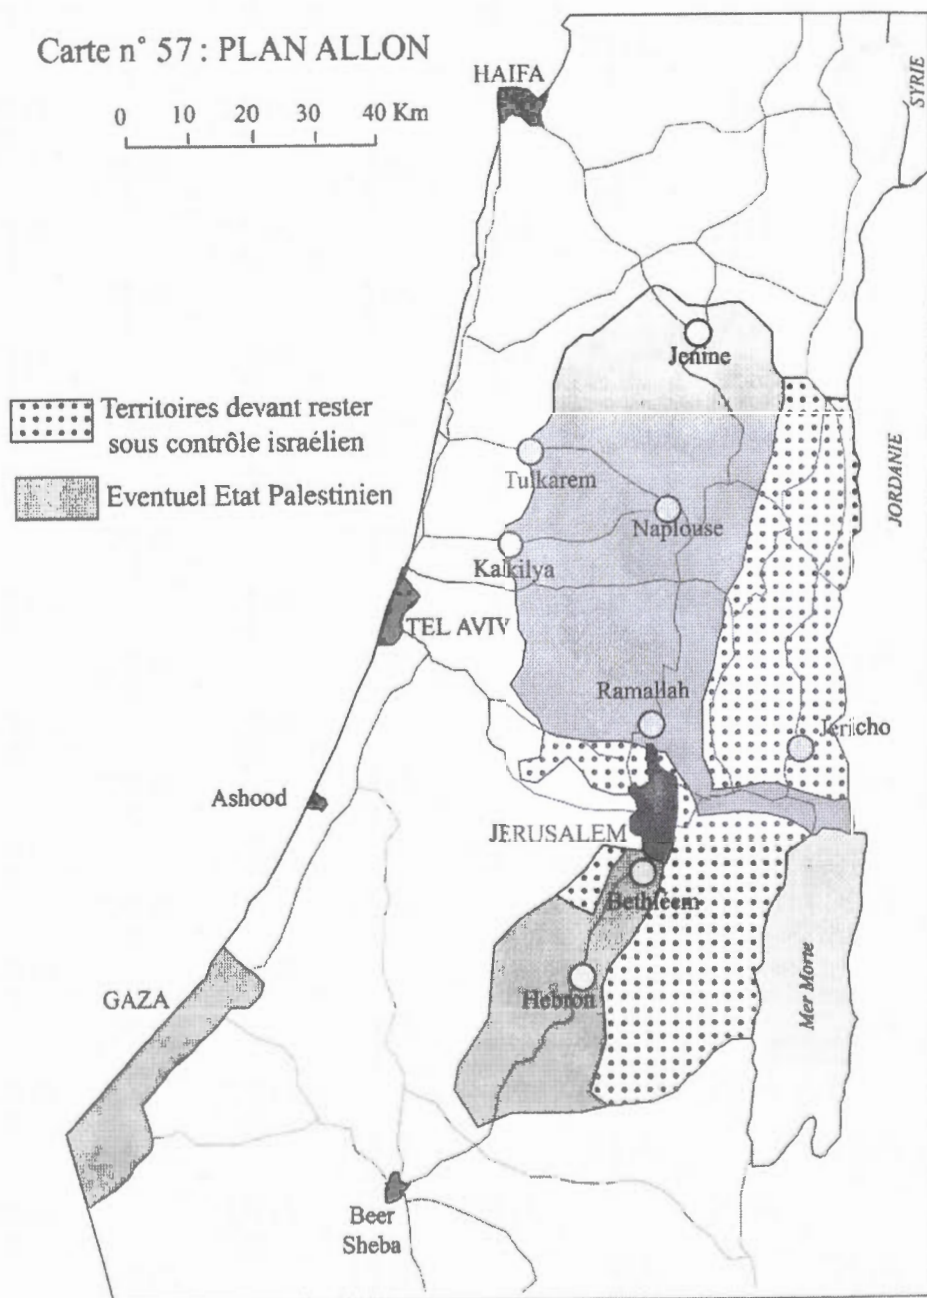 Carte n° 57 : PLAN ALLON
0 10 20 30 40 Km
HAIFA
SYRIE
Jenine
Territoires devant rester
sous contrôle israélien
Eventuel Etat Palestinien
JORDANIE
Tulkarem
Naplouse
Kalkilya
TEL AVIV
Ramallah
Jericho
Ashood
JERUSALEM
Bethléem
GAZA
Hebron
Mer Morte
Beer
Sheba